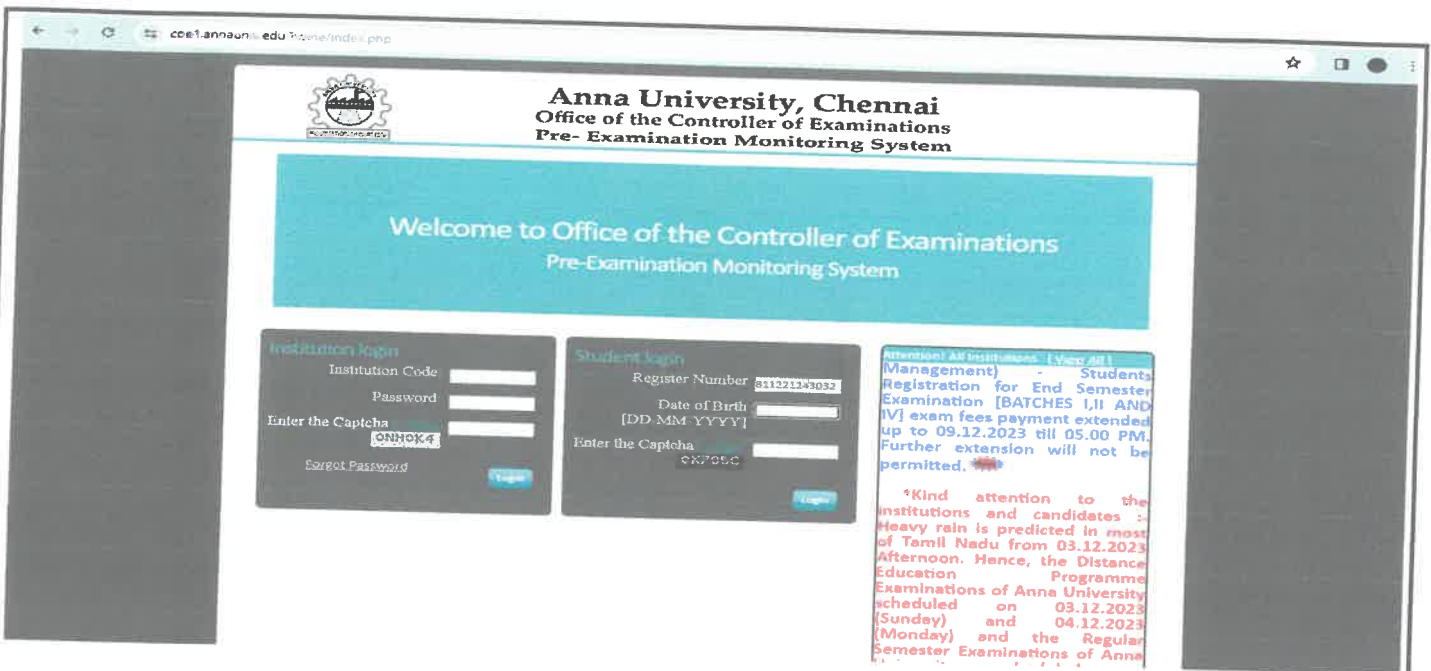 Anna University, Chennai
Office of the Controller of Examinations
Pre- Examination Monitoring System
Welcome to Office of the Controller of Examinations
Pre-Examination Monitoring System
Institution login
Institution Code
Password
Enter the Captcha
0NH0K4
Forgot Password
Login
Student login
Register Number 811221243032
Date of Birth
[DD-MM-YYYY]
Enter the Captcha
Login
Attention! All Institutions [View All]
Management) - Students
Registration for End Semester
Examination [BATCHES I,II AND
IV] exam fees payment extended
up to 09.12.2023 till 05.00 PM.
Further extension will not be
permitted.
*Kind attention to the
institutions and candidates :-
Heavy rain is predicted in most
of Tamil Nadu from 03.12.2023
Afternoon. Hence, the Distance
Education Programme
Examinations of Anna University
scheduled on 03.12.2023
(Sunday) and 04.12.2023
(Monday) and the Regular
Semester Examinations of Anna